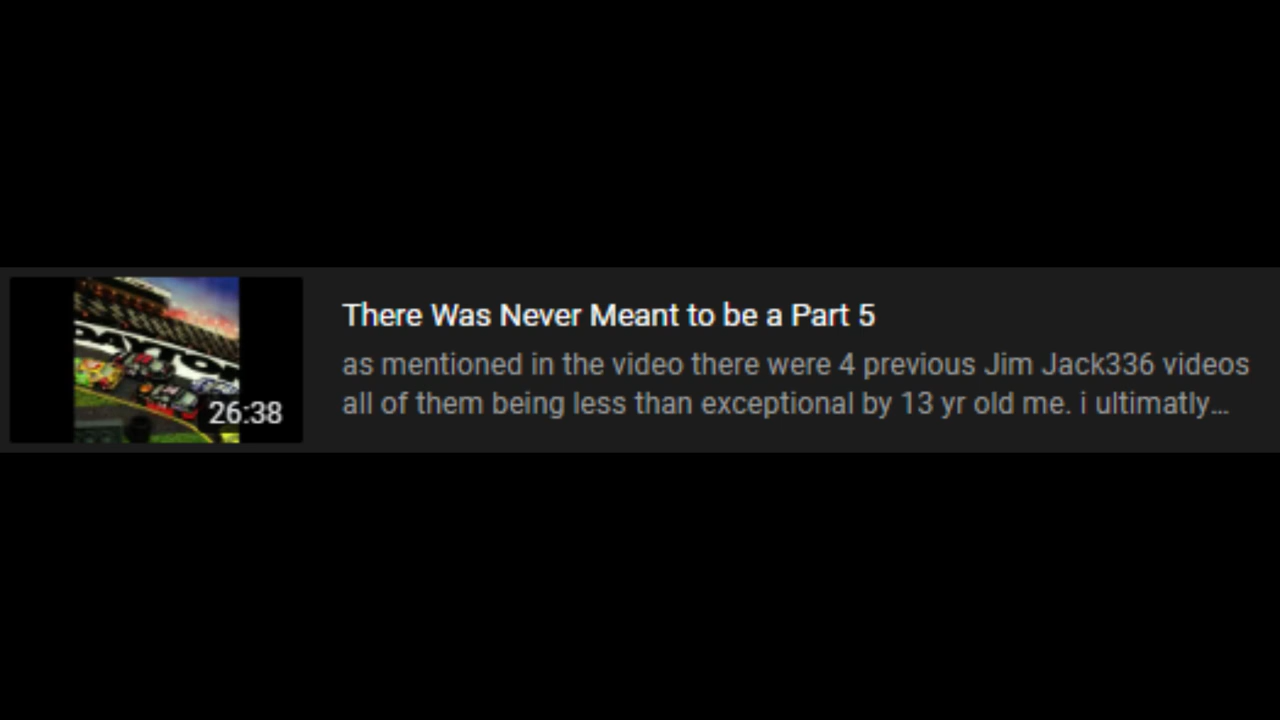 DAYTON
26:38
There Was Never Meant to be a Part 5
as mentioned in the video there were 4 previous Jim Jack336 videos
all of them being less than exceptional by 13 yr old me. i ultimatly...